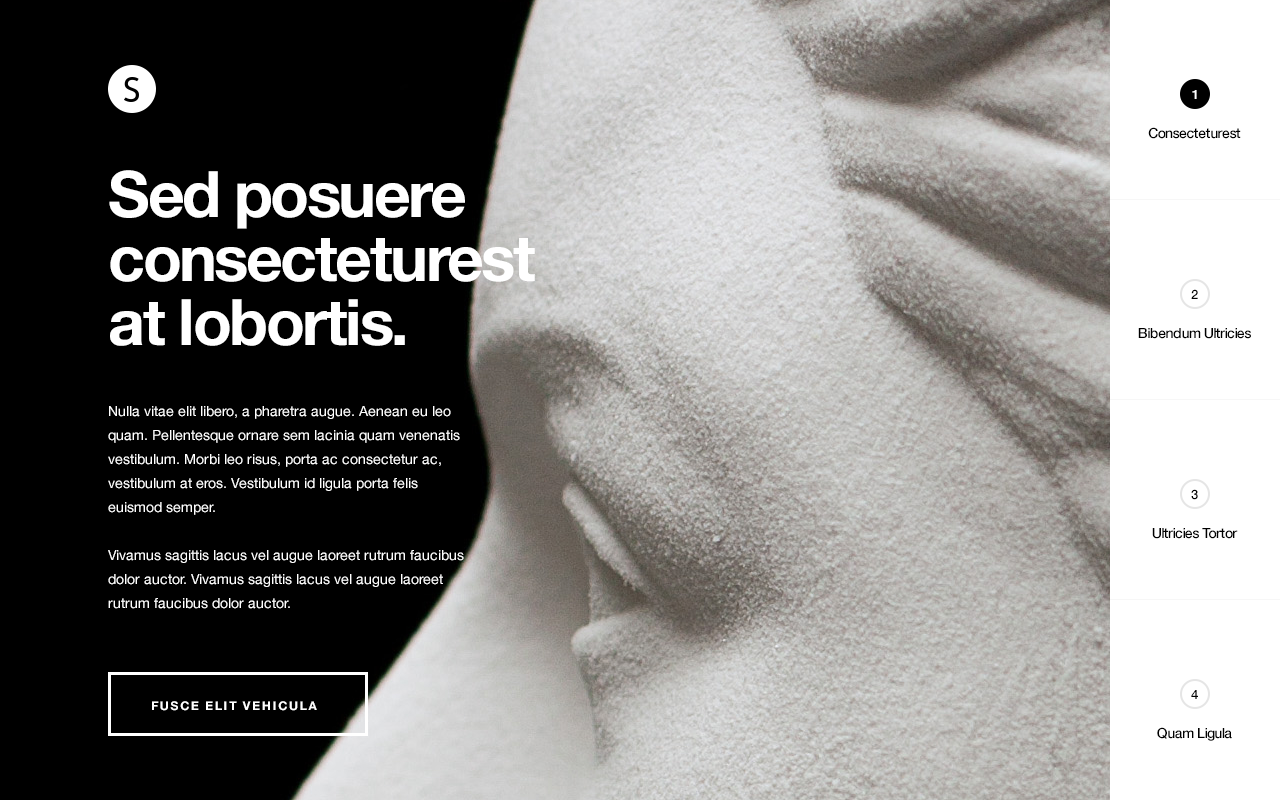 S
Sed posuere
consecteturest
at lobortis.
Nulla vitae elit libero, a pharetra augue. Aenean eu leo
quam. Pellentesque ornare sem lacinia quam venenatis
vestibulum. Morbi leo risus, porta ac consectetur ac,
vestibulum at eros. Vestibulum id ligula porta felis
euismod semper.
Vivamus sagittis lacus vel augue laoreet rutrum faucibus
dolor auctor. Vivamus sagittis lacus vel augue laoreet
rutrum faucibus dolor auctor.
FUSCE ELIT VEHICULA
1
Consecteturest
2
Bibendum Ultricies
3
Ultricies Tortor
4
Quam Ligula